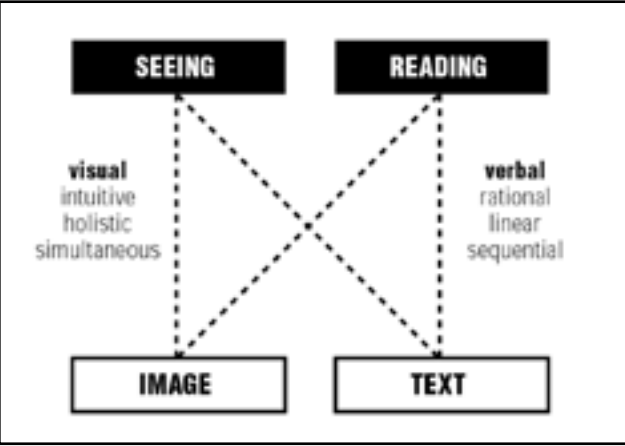 SEEING
READING
visual
intuitive
holistic
simultaneous
verbal
rational
linear
sequential
IMAGE
TEXT